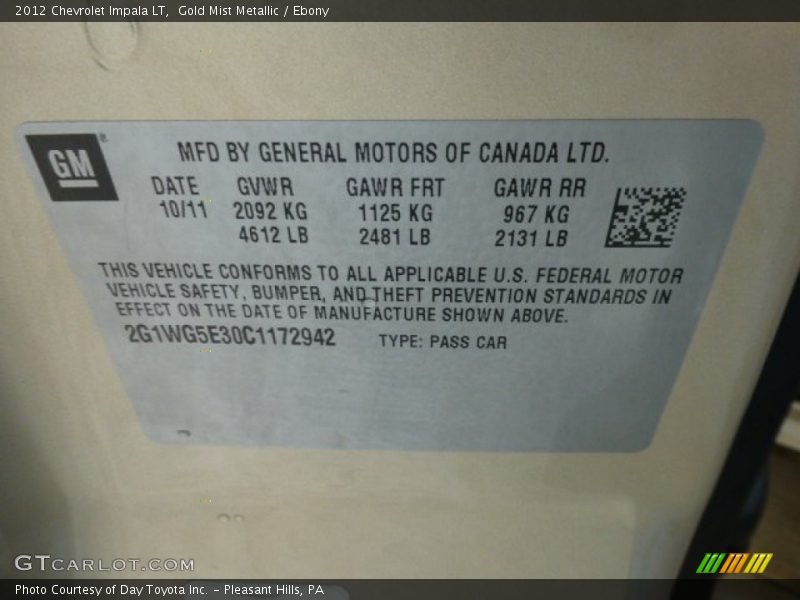 2012 Chevrolet Impala LT,  Gold Mist Metallic / Ebony
GM®
MFD BY GENERAL MOTORS OF CANADA LTD.
DATE GVWR GAWR FRT GAWR RR
10/11 2092 KG 1125 KG 967 KG
4612 LB 2481 LB 2131 LB
THIS VEHICLE CONFORMS TO ALL APPLICABLE U.S. FEDERAL MOTOR
VEHICLE SAFETY, BUMPER, AND THEFT PREVENTION STANDARDS IN
EFFECT ON THE DATE OF MANUFACTURE SHOWN ABOVE.
2G1WG5E30C1172942 TYPE: PASS CAR
GTCARLOT.COM
Photo Courtesy of Day Toyota Inc. - Pleasant Hills, PA